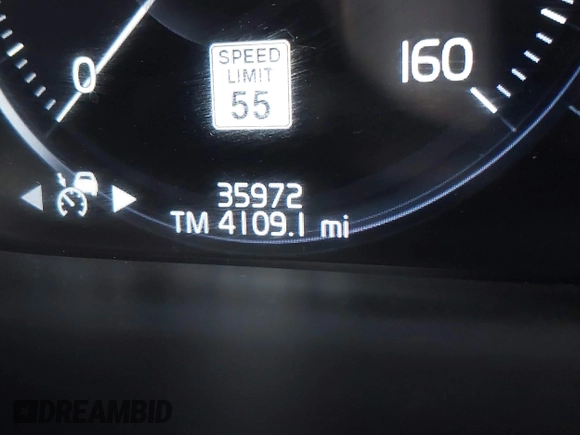 0
SPEED
LIMIT
55
160
35972
TM 4109.1 mi
DREAMBID